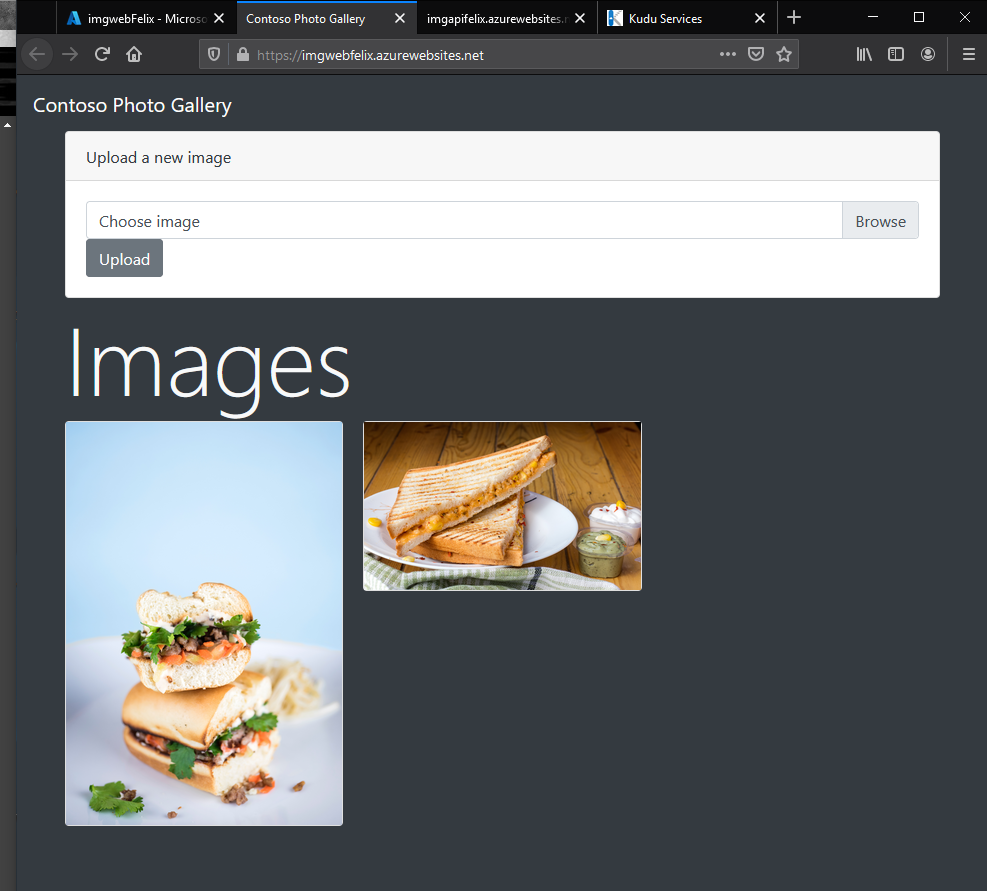 imgwebFelix - Microso
Contoso Photo Gallery
imgapifelix.azurewebsites.n
Kudu Services
https://imgwebfelix.azurewebsites.net
Contoso Photo Gallery
Upload a new image
Choose image
Browse
Upload
Images